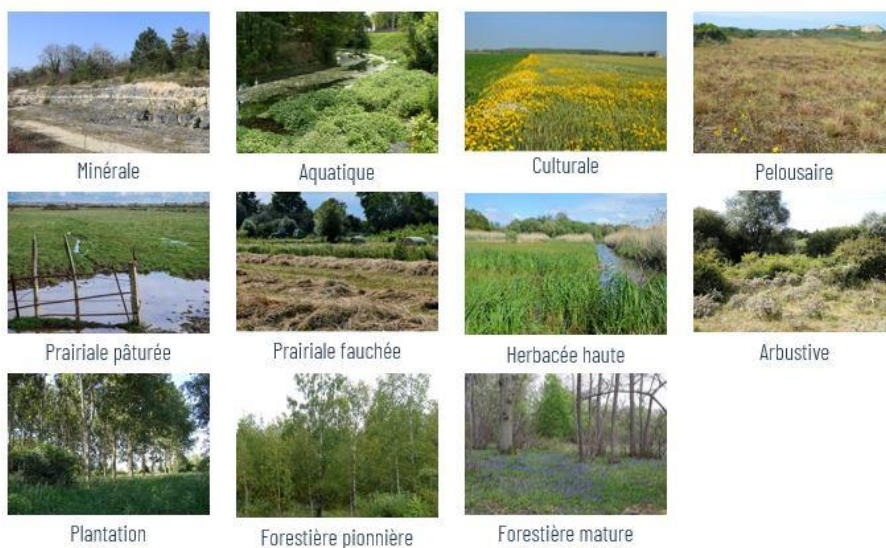 Minérale
Aquatique
Culturale
Pelousaire
Prairiale pâturée
Prairiale fauchée
Herbacée haute
Arbustive
Plantation
Forestière pionnière
Forestière mature